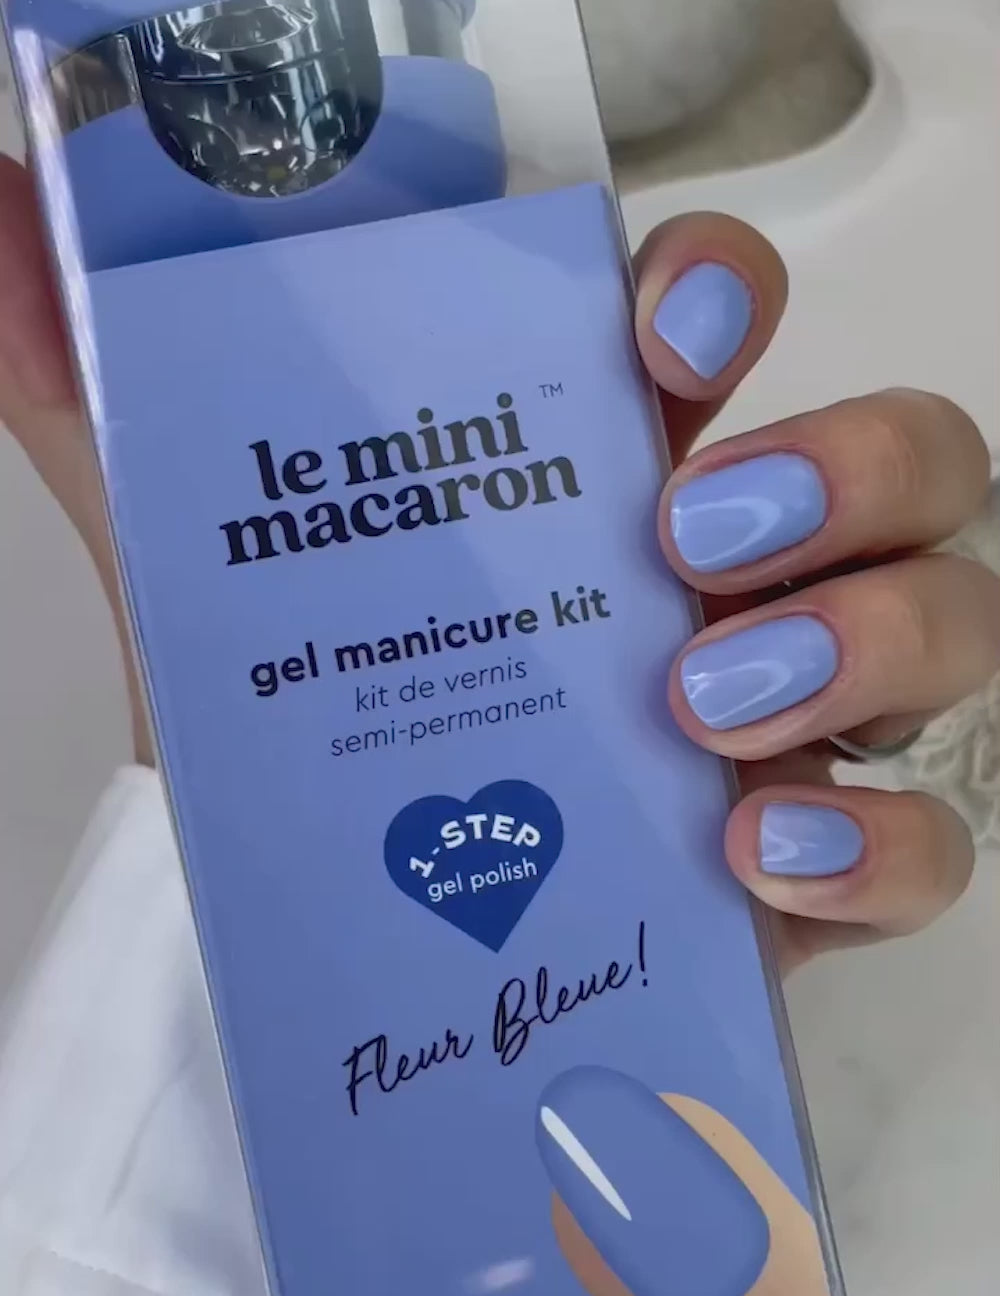 le mini
macaron
TM
gel manicure kit
kit de vernis
semi-permanent
1-STEP
gel polish
Fleur Bleue!